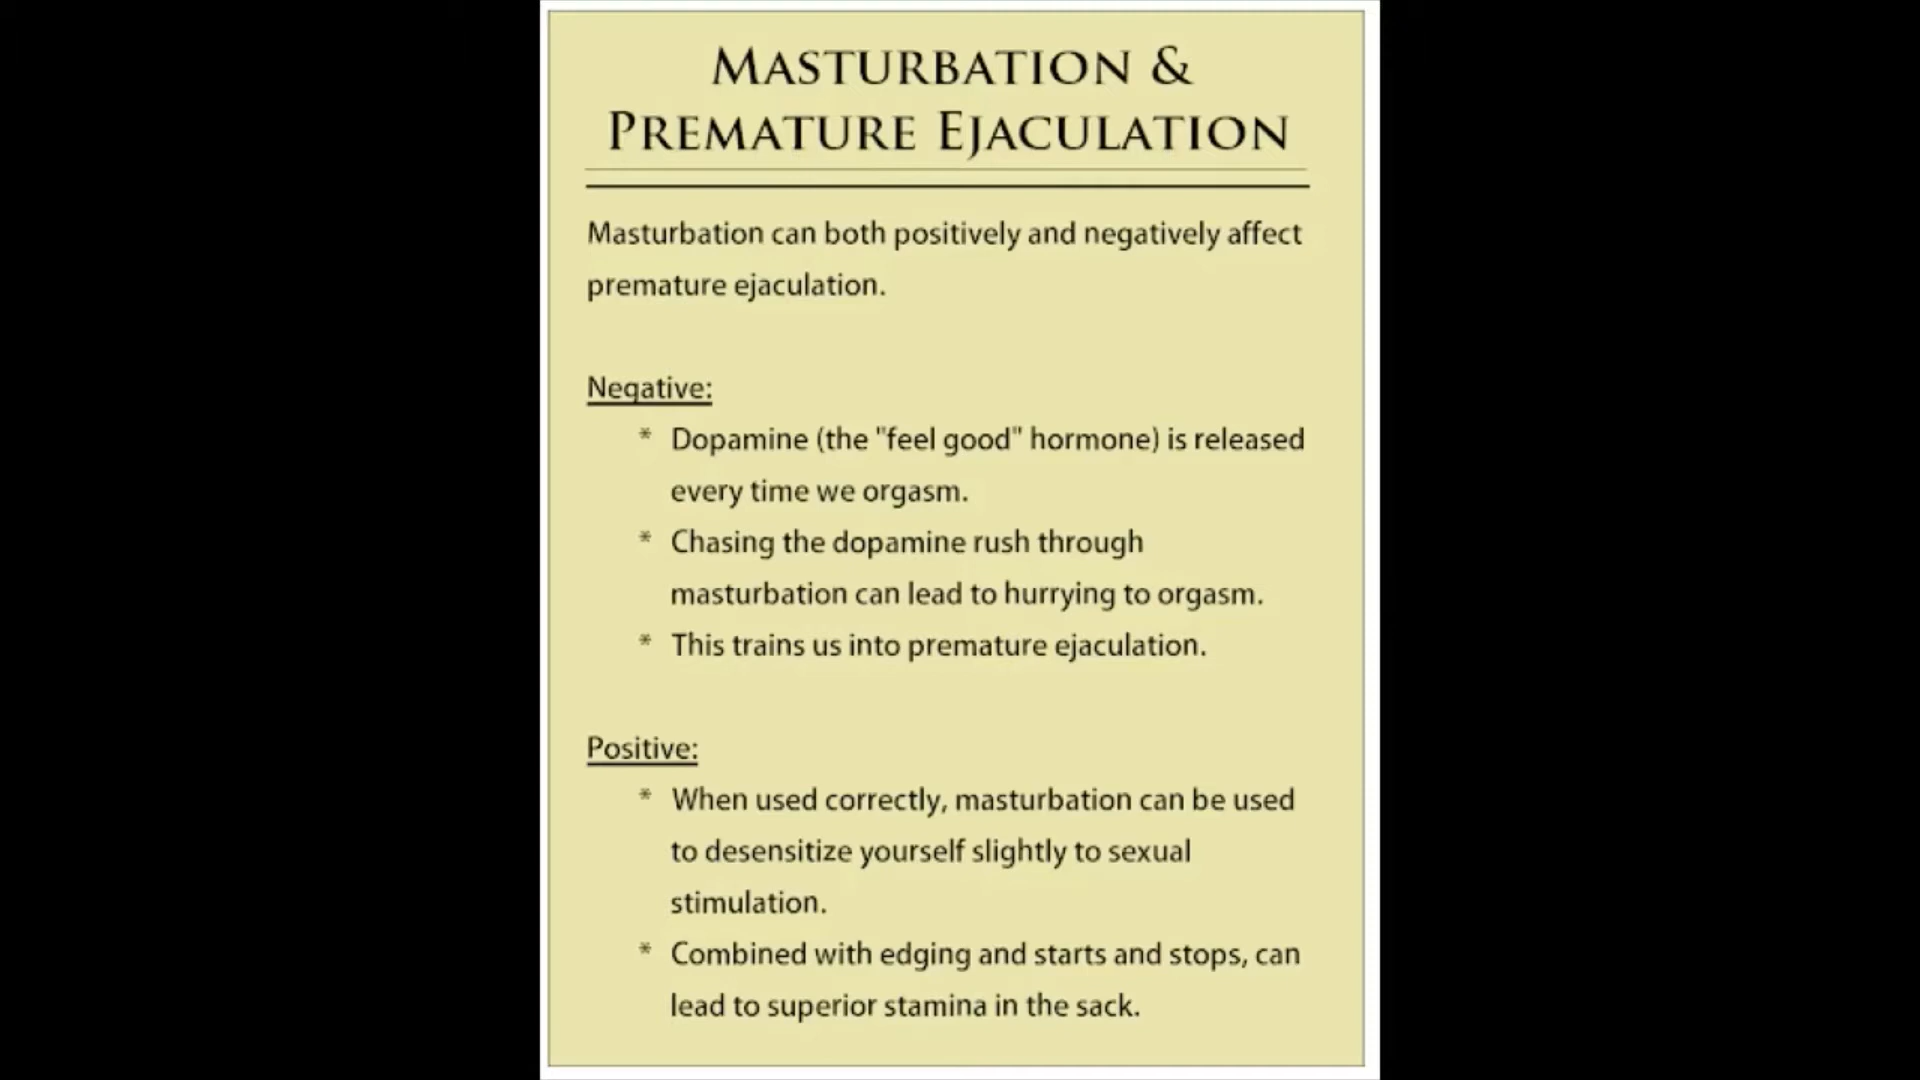 MASTURBATION &
PREMATURE EJACULATION
Masturbation can both positively and negatively affect
premature ejaculation.
Negative:
* Dopamine (the "feel good" hormone) is released
every time we orgasm.
* Chasing the dopamine rush through
masturbation can lead to hurrying to orgasm.
* This trains us into premature ejaculation.
Positive:
* When used correctly, masturbation can be used
to desensitize yourself slightly to sexual
stimulation.
* Combined with edging and starts and stops, can
lead to superior stamina in the sack.